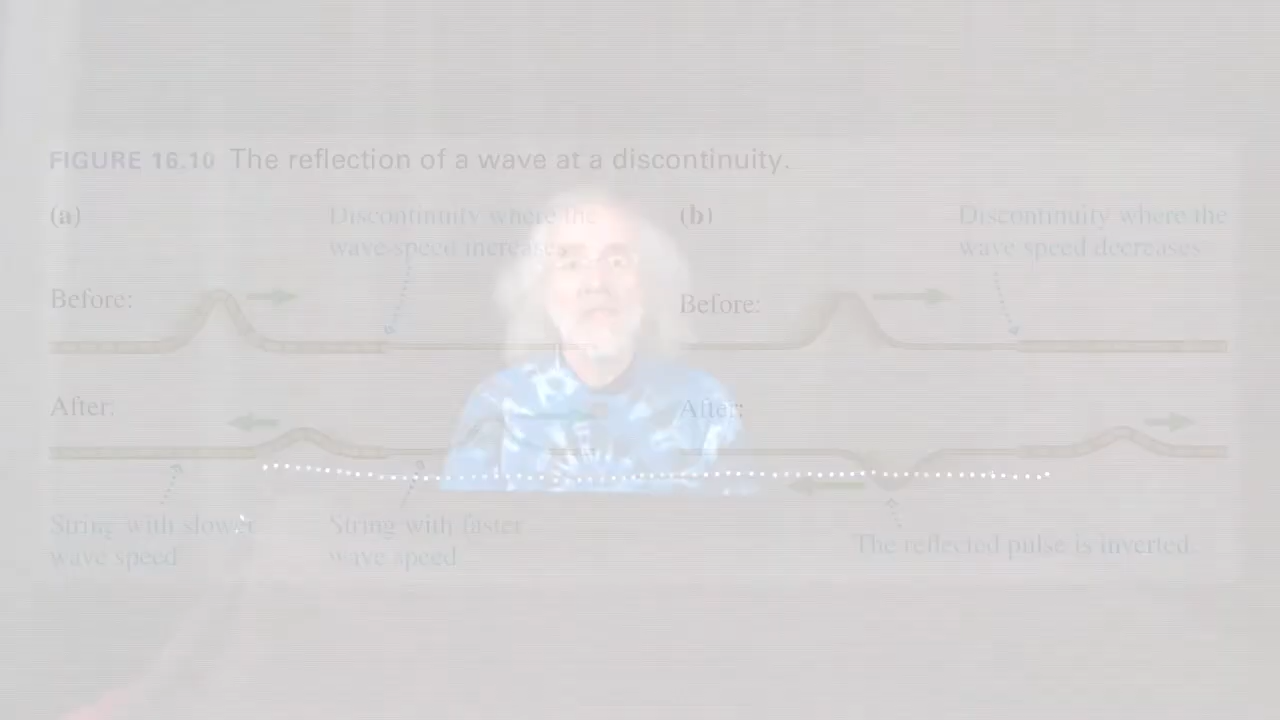 FIGURE 16.10 The reflection of a wave at a discontinuity.
(a)
Discontinuity where the
wave speed increases
Before:
After:
String with slower
wave speed
String with faster
wave speed
(b)
Discontinuity where the
wave speed decreases
Before:
After:
The reflected pulse is inverted.